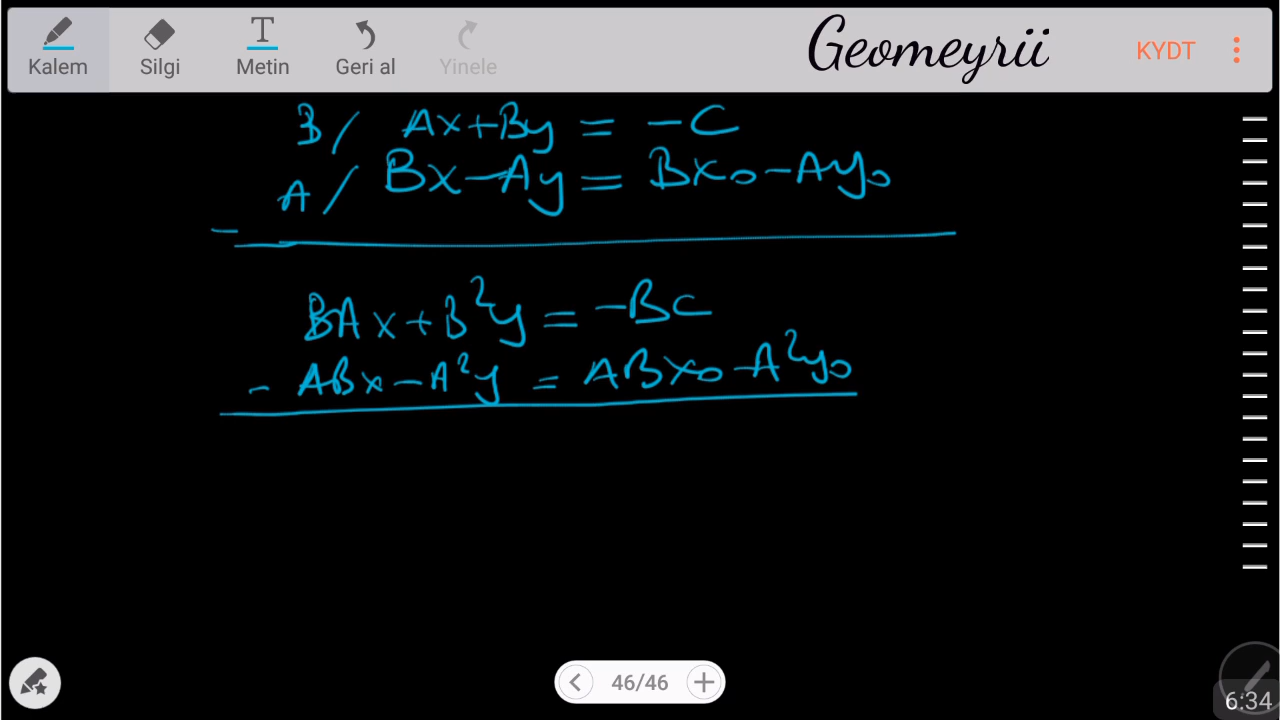 Kalem Silgi Metin Geri al Yinele Geomeyrii KYDT
B/ Ax+By = -C
A/ Bx-Ay = Bx₀-Ay₀
-
BAx+B²y = -BC
- ABx-A²y = ABx₀-A²y₀
46/46
6:34